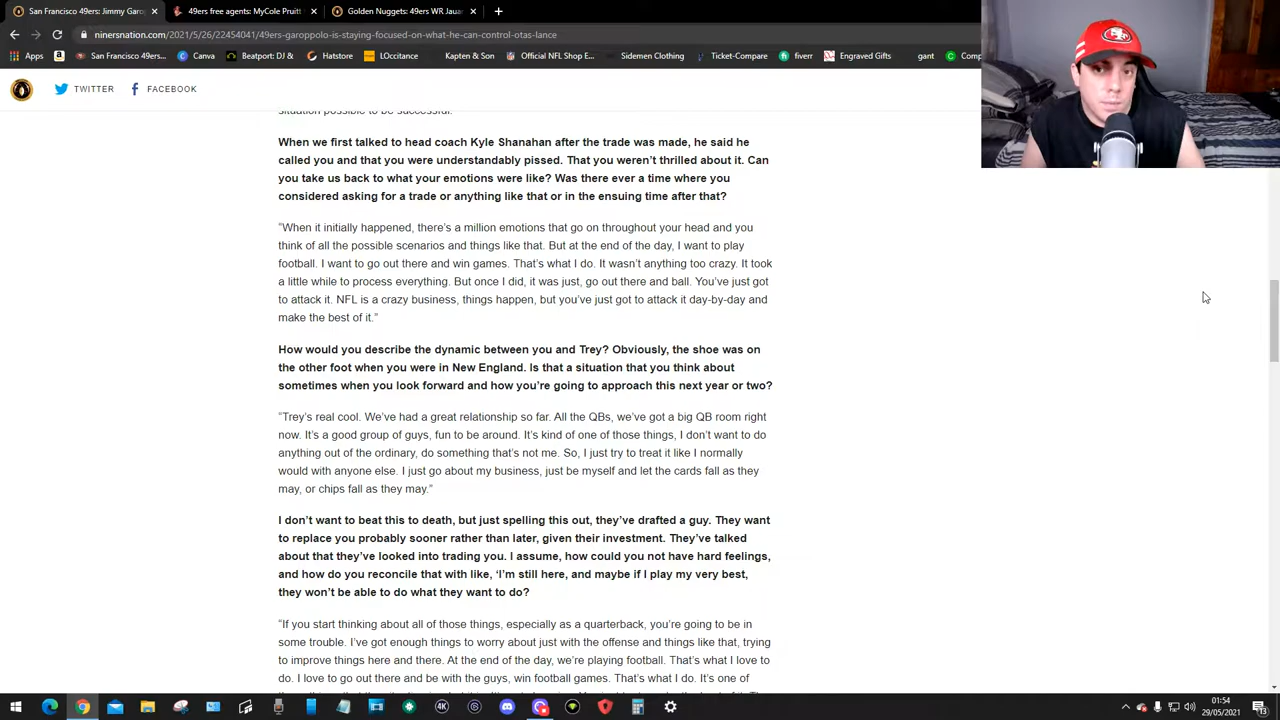 San Francisco 49ers: Jimmy Garop
49ers free agents: MyCole Pruitt
Golden Nuggets: 49ers WR Jauan
ninersnation.com/2021/5/26/22454041/49ers-garoppolo-is-staying-focused-on-what-he-can-control-otas-lance
Apps
San Francisco 49ers...
Canva
Beatport: DJ &
Hatstore
LOccitance
Kapten & Son
Official NFL Shop E...
Sidemen Clothing
Ticket-Compare
fiverr
Engraved Gifts
gant
Comp
TWITTER
FACEBOOK
situation possible to be successful.
When we first talked to head coach Kyle Shanahan after the trade was made, he said he
called you and that you were understandably pissed. That you weren't thrilled about it. Can
you take us back to what your emotions were like? Was there ever a time where you
considered asking for a trade or anything like that or in the ensuing time after that?
“When it initially happened, there's a million emotions that go on throughout your head and you
think of all the possible scenarios and things like that. But at the end of the day, I want to play
football. I want to go out there and win games. That's what I do. It wasn't anything too crazy. It took
a little while to process everything. But once I did, it was just, go out there and ball. You've just got
to attack it. NFL is a crazy business, things happen, but you've just got to attack it day-by-day and
make the best of it.”
How would you describe the dynamic between you and Trey? Obviously, the shoe was on
the other foot when you were in New England. Is that a situation that you think about
sometimes when you look forward and how you're going to approach this next year or two?
“Trey's real cool. We've had a great relationship so far. All the QBs, we've got a big QB room right
now. It's a good group of guys, fun to be around. It's kind of one of those things, I don't want to do
anything out of the ordinary, do something that's not me. So, I just try to treat it like I normally
would with anyone else. I just go about my business, just be myself and let the cards fall as they
may, or chips fall as they may.”
I don't want to beat this to death, but just spelling this out, they've drafted a guy. They want
to replace you probably sooner rather than later, given their investment. They've talked
about that they've looked into trading you. I assume, how could you not have hard feelings,
and how do you reconcile that with like, ‘I'm still here, and maybe if I play my very best,
they won't be able to do what they want to do?
“If you start thinking about all of those things, especially as a quarterback, you're going to be in
some trouble. I've got enough things to worry about just with the offense and things like that, trying
to improve things here and there. At the end of the day, we're playing football. That's what I love to
do. I love to go out there and be with the guys, win football games. That's what I do. It's one of
01:54
29/05/2021